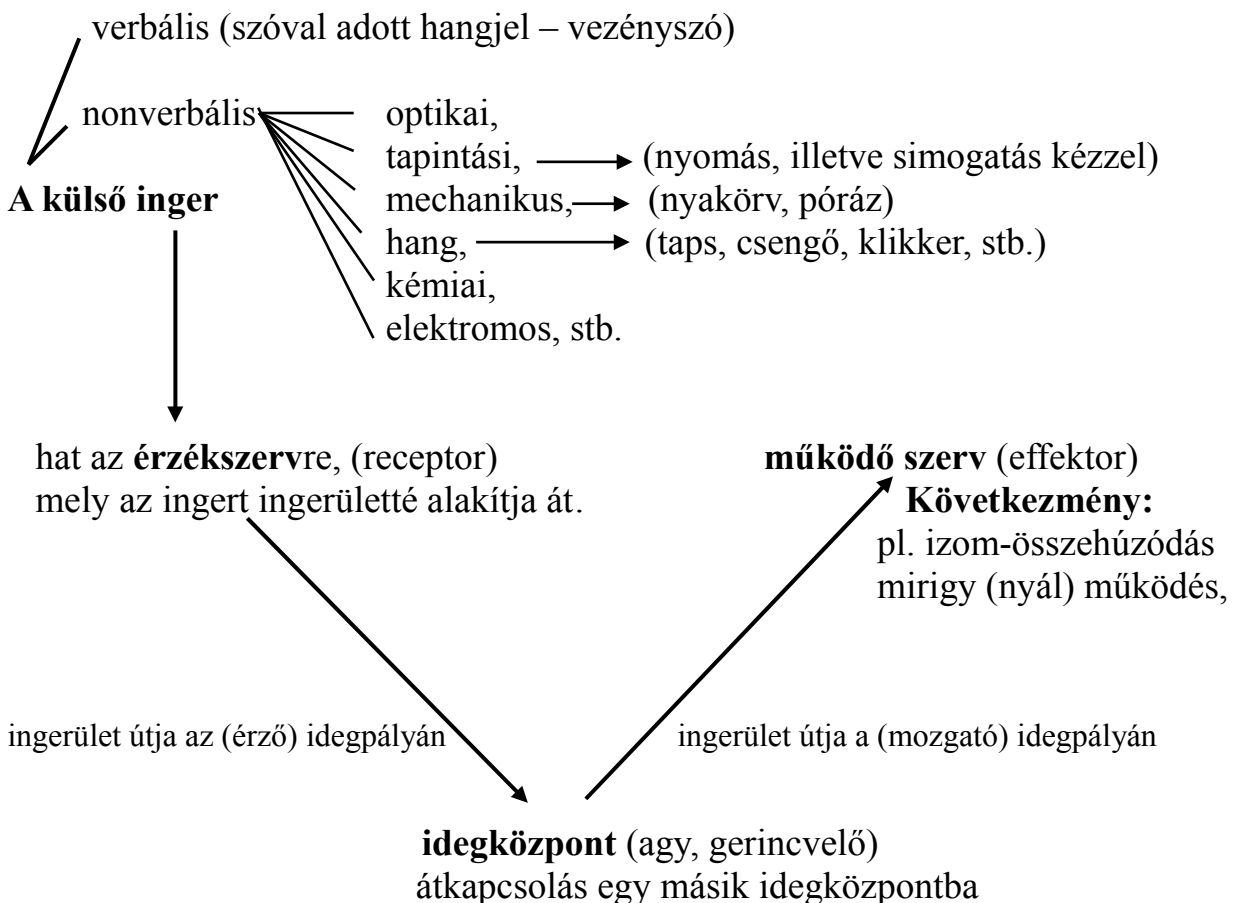 verbális (szóval adott hangjel – vezényszó)
nonverbális
optikai,
tapintási, (nyomás, illetve simogatás kézzel)
A külső inger mechanikus, (nyakörv, póráz)
hang, (taps, csengő, klikker, stb.)
kémiai,
elektromos, stb.
hat az érzékszervre, (receptor)
mely az ingert ingerületté alakítja át.
működő szerv (effektor)
Következmény:
pl. izom-összehúzódás
mirigy (nyál) működés,
ingerület útja az (érző) idegpályán
ingerület útja a (mozgató) idegpályán
idegközpont (agy, gerincvelő)
átkapcsolás egy másik idegközpontba